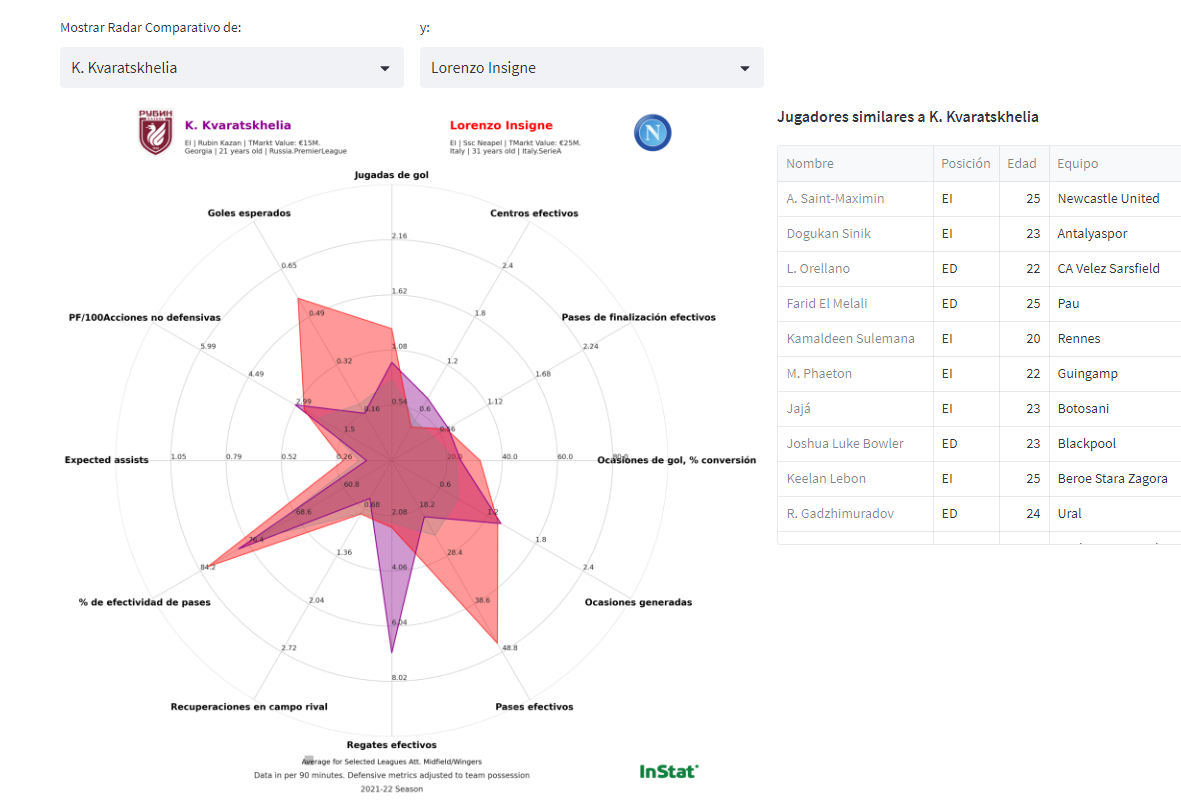 Mostrar Radar Comparativo de:
y:
K. Kvaratskhelia
Lorenzo Insigne
РУБИН
K. Kvaratskhelia
EI | Rubin Kazan | TMarkt Value: €15M.
Georgia | 21 years old | Russia.PremierLeague
Lorenzo Insigne
EI | Ssc Neapel | TMarkt Value: €25M.
Italy | 31 years old | Italy.SerieA
N
Jugadas de gol
Goles esperados
Centros efectivos
2.16
0.65
2.4
1.62
0.49
1.8
PF/100Acciones no defensivas
Pases de finalización efectivos
5.99
2.24
1.08
0.32
1.2
4.49
1.68
2.99
0.54
1.12
0.16
0.6
1.5
0.56
Expected assists
1.05
0.79
0.52
0.26
20.0
40.0
60.0
80.0
Ocasiones de gol, % conversión
60.8
0.6
68.6
0.68
2.08
18.2
1.2
76.4
1.36
4.06
28.4
1.8
84.2
2.4
% de efectividad de pases
2.04
38.6
Ocasiones generadas
6.04
2.72
48.8
8.02
Recuperaciones en campo rival
Pases efectivos
Regates efectivos
Average for Selected Leagues Att. Midfield/Wingers
Data in per 90 minutes. Defensive metrics adjusted to team possession
2021-22 Season
InStat
Jugadores similares a K. Kvaratskhelia
Nombre Posición Edad Equipo
A. Saint-Maximin EI 25 Newcastle United
Dogukan Sinik EI 23 Antalyaspor
L. Orellano ED 22 CA Velez Sarsfield
Farid El Melali ED 25 Pau
Kamaldeen Sulemana EI 20 Rennes
M. Phaeton EI 22 Guingamp
Jajá EI 23 Botosani
Joshua Luke Bowler ED 23 Blackpool
Keelan Lebon EI 25 Beroe Stara Zagora
R. Gadzhimuradov ED 24 Ural